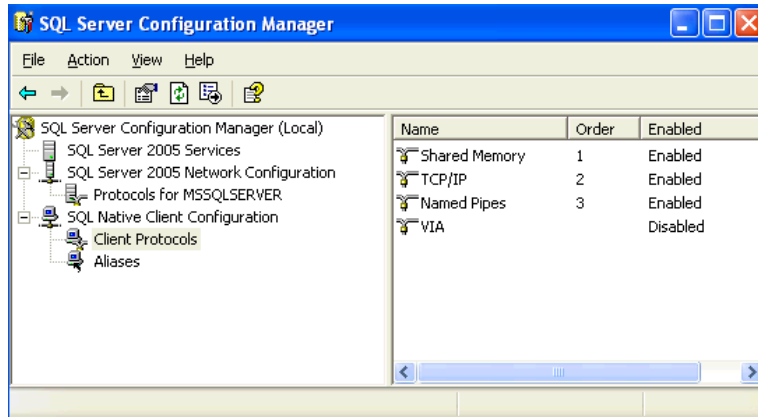 SQL Server Configuration Manager
File Action View Help
SQL Server Configuration Manager (Local)
SQL Server 2005 Services
SQL Server 2005 Network Configuration
Protocols for MSSQLSERVER
SQL Native Client Configuration
Client Protocols
Aliases
Name Order Enabled
Shared Memory 1 Enabled
TCP/IP 2 Enabled
Named Pipes 3 Enabled
VIA Disabled